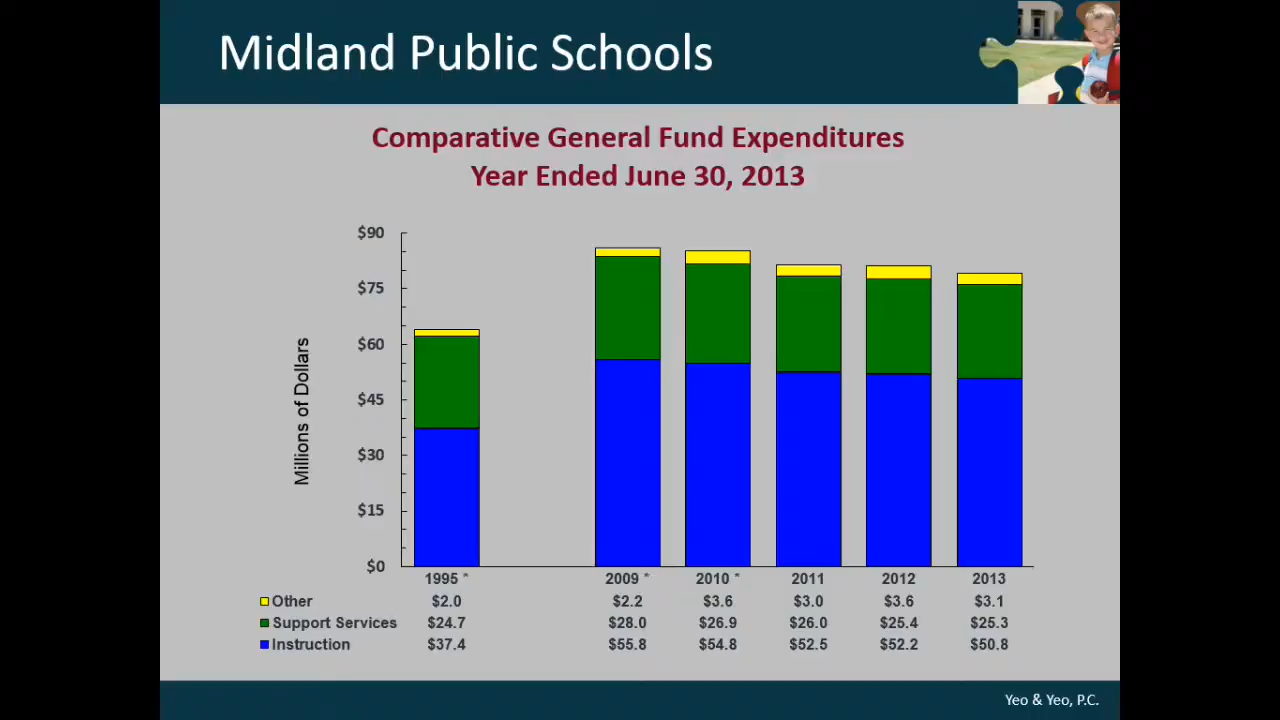 Midland Public Schools
Comparative General Fund Expenditures
Year Ended June 30, 2013
Millions of Dollars
$90
$75
$60
$45
$30
$15
$0
1995 * 2009 * 2010 * 2011 2012 2013
Other $2.0 $2.2 $3.6 $3.0 $3.6 $3.1
Support Services $24.7 $28.0 $26.9 $26.0 $25.4 $25.3
Instruction $37.4 $55.8 $54.8 $52.5 $52.2 $50.8
Yeo & Yeo, P.C.